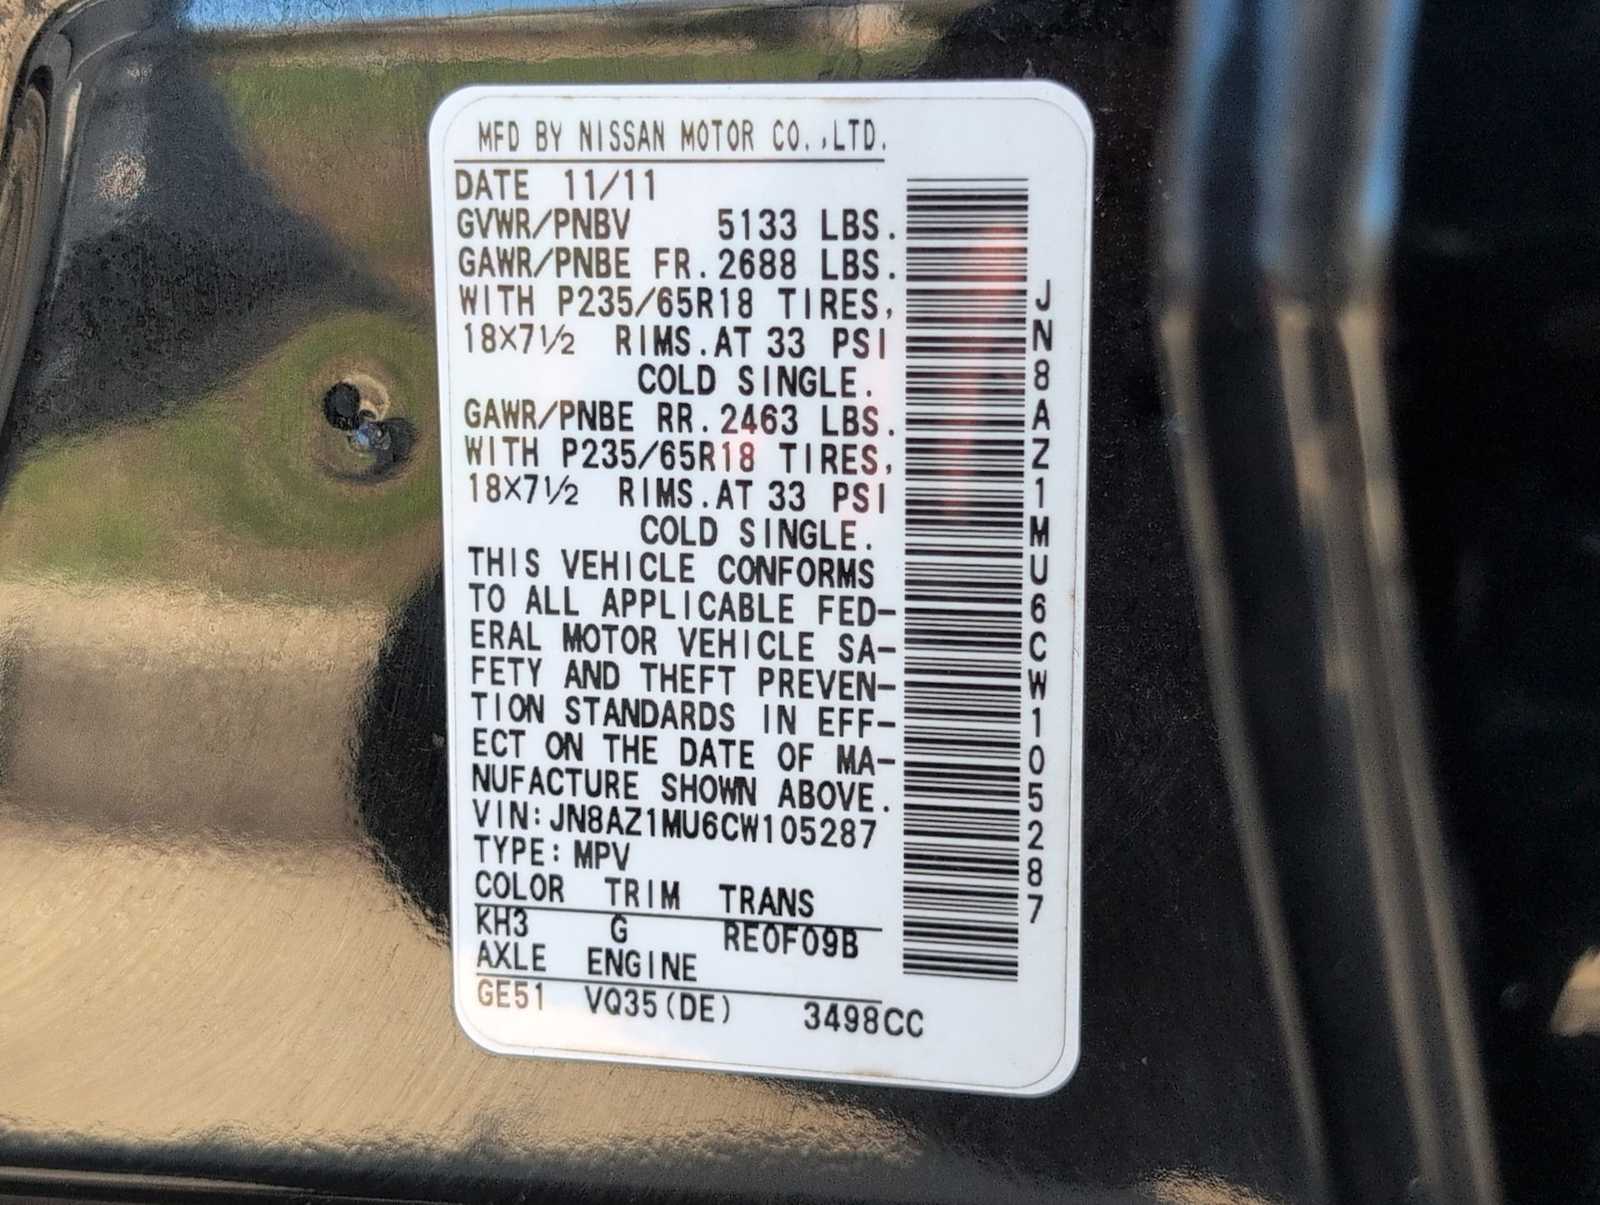 MFD BY NISSAN MOTOR CO.,LTD.
DATE 11/11
GVWR/PNBV 5133 LBS.
GAWR/PNBE FR. 2688 LBS.
WITH P235/65R18 TIRES,
18×7½ RIMS. AT 33 PSI
COLD SINGLE.
GAWR/PNBE RR. 2463 LBS.
WITH P235/65R18 TIRES,
18×7½ RIMS. AT 33 PSI
COLD SINGLE.
THIS VEHICLE CONFORMS
TO ALL APPLICABLE FED-
ERAL MOTOR VEHICLE SA-
FETY AND THEFT PREVEN-
TION STANDARDS IN EFF-
ECT ON THE DATE OF MA-
NUFACTURE SHOWN ABOVE.
VIN: JN8AZ1MU6CW105287
TYPE: MPV
COLOR TRIM TRANS
KH3 G RE0F09B
AXLE ENGINE
GE51 VQ35(DE) 3498CC
JN8AZ1MU6CW105287